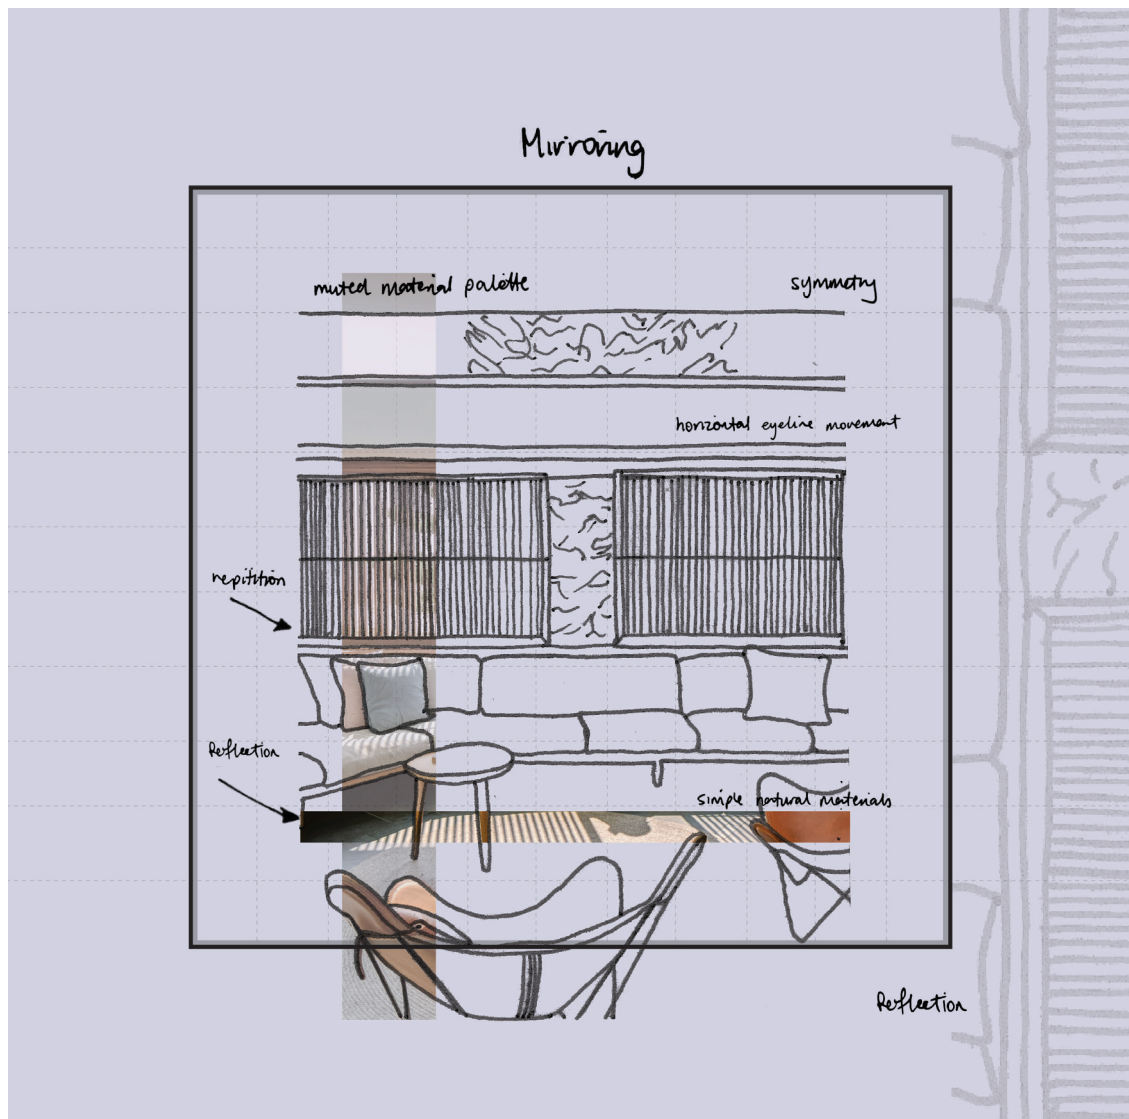 Mirroring
muted material palette
symmetry
horizontal eyeline movement
repitition
Reflection
simple natural materials
Reflection